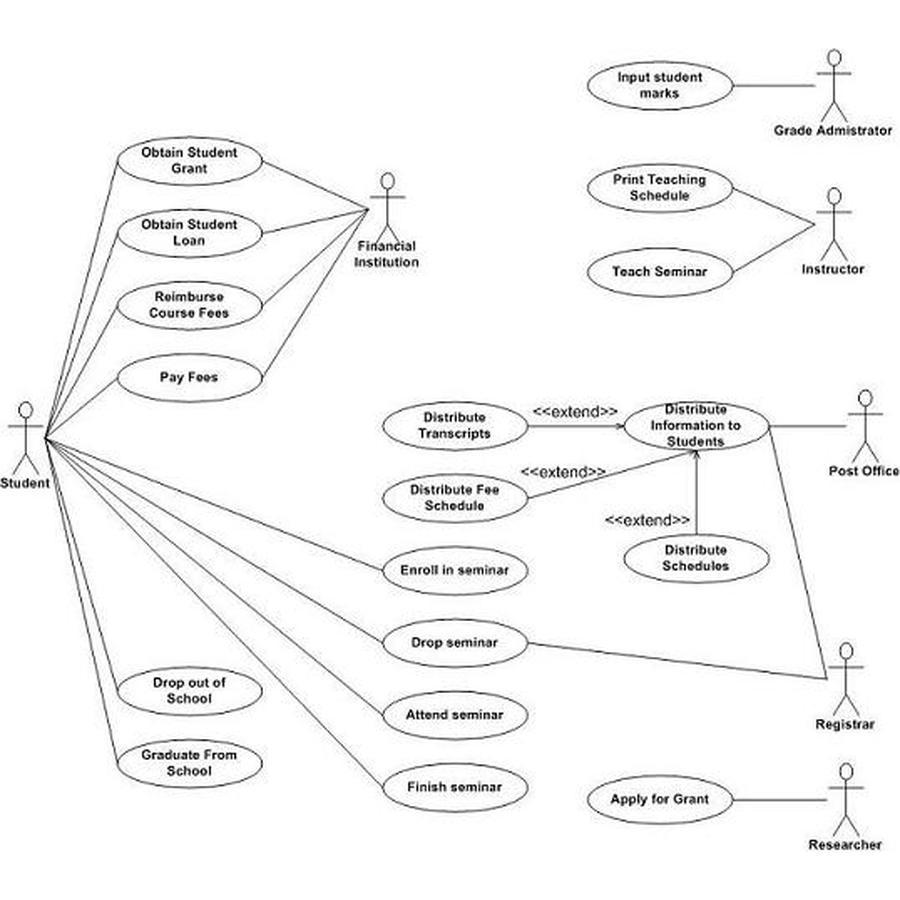 Input student
marks
Grade Admistrator
Obtain Student
Grant
Print Teaching
Schedule
Obtain Student
Loan
Financial
Institution
Teach Seminar
Instructor
Reimburse
Course Fees
Pay Fees
Student
Distribute
Transcripts
<<extend>>
Distribute
Information to
Students
Post Office
Distribute Fee
Schedule
<<extend>>
<<extend>>
Distribute
Schedules
Enroll in seminar
Drop seminar
Registrar
Drop out of
School
Attend seminar
Graduate From
School
Finish seminar
Apply for Grant
Researcher